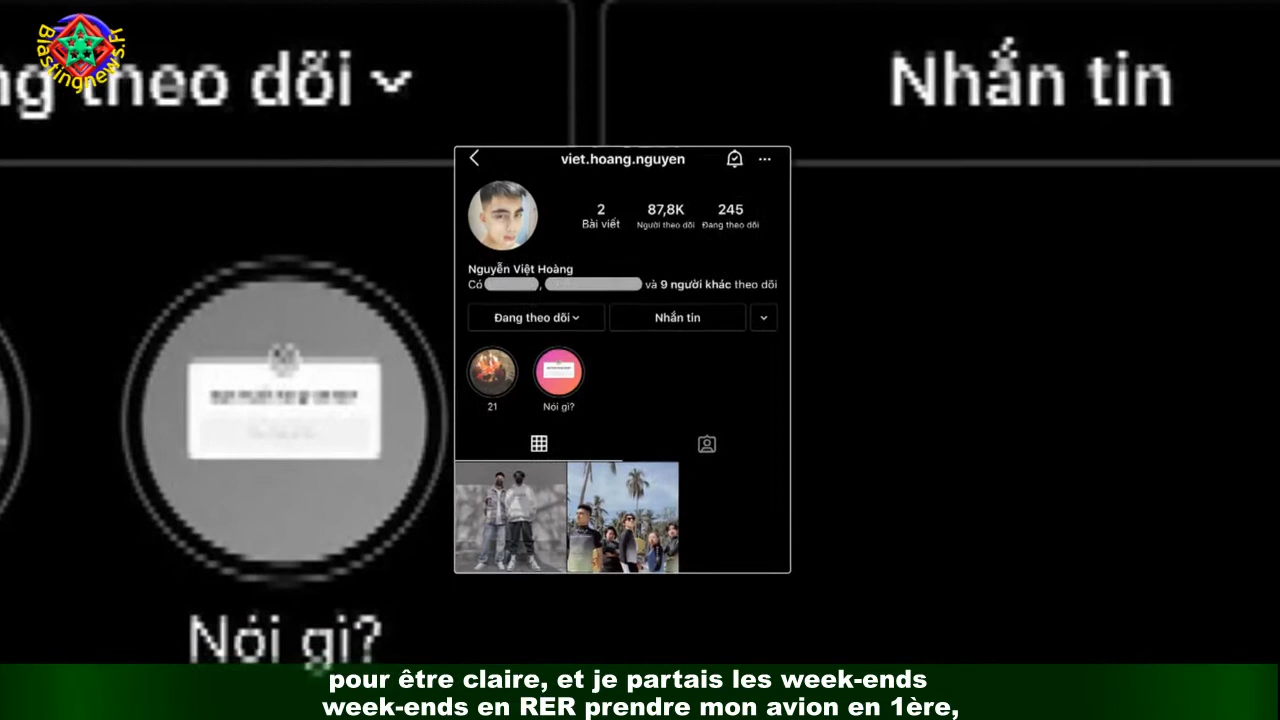 Blastingnews.H
ng theo dõi
Nhắn tin
viet.hoang.nguyen
2
87,8K
245
Bài viết
Người theo dõi
Đang theo dõi
Nguyễn Việt Hoàng
Có , và 9 người khác theo dõi
Đang theo dõi
Nhắn tin
21
Nói gì?
Nói gì?
pour être claire, et je partais les week-ends
week-ends en RER prendre mon avion en 1ère,